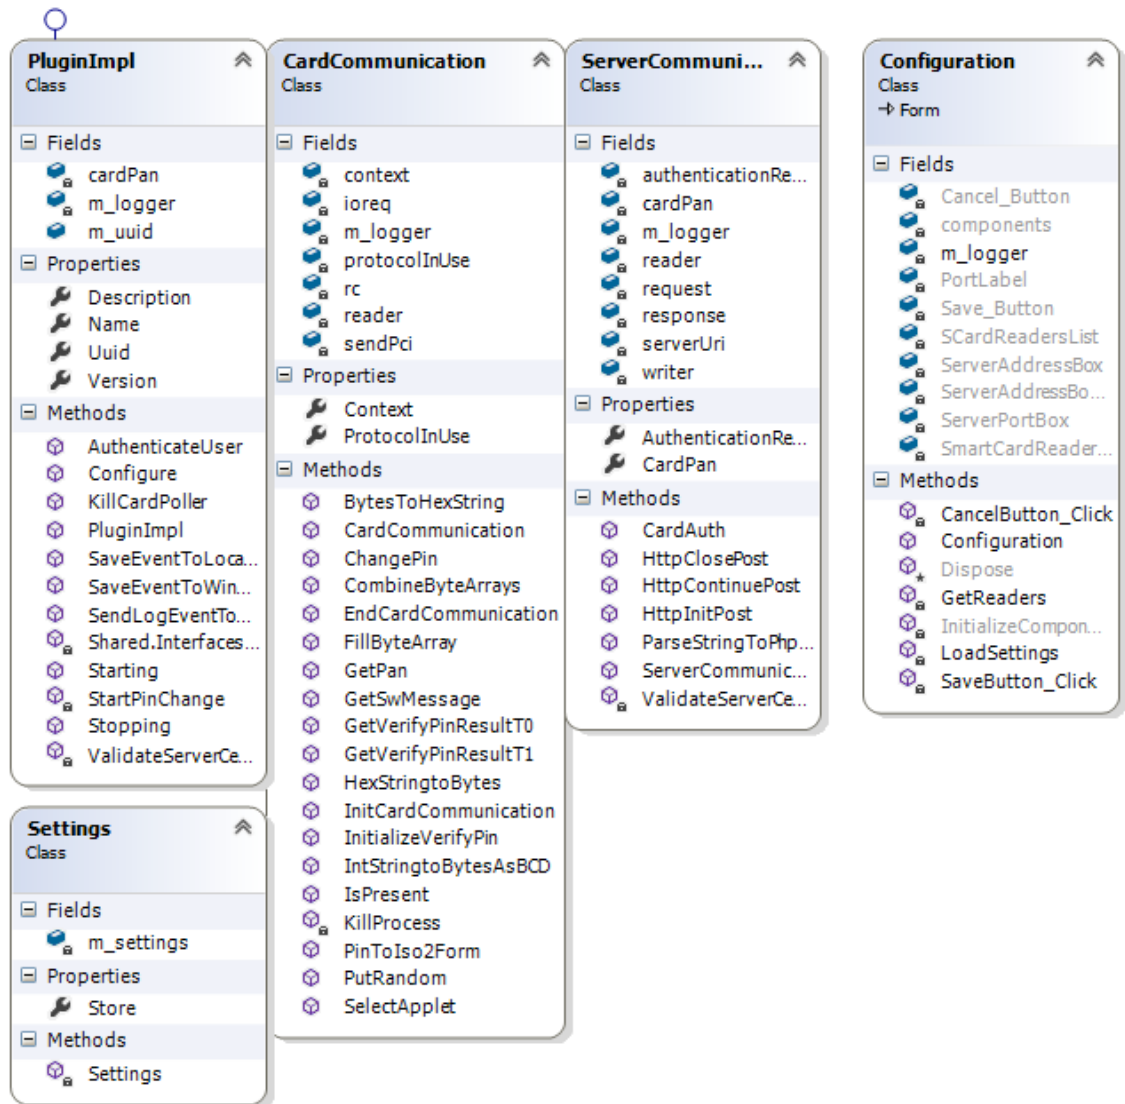 PluginImpl
Class
Fields
cardPan
m_logger
m_uuid
Properties
Description
Name
Uuid
Version
Methods
AuthenticateUser
Configure
KillCardPoller
PluginImpl
SaveEventToLoca...
SaveEventToWin...
SendLogEventTo...
Shared.Interfaces...
Starting
StartPinChange
Stopping
ValidateServerCe...
Settings
Class
Fields
m_settings
Properties
Store
Methods
Settings
CardCommunication
Class
Fields
context
ioreq
m_logger
protocolInUse
rc
reader
sendPci
Properties
Context
ProtocolInUse
Methods
BytesToHexString
CardCommunication
ChangePin
CombineByteArrays
EndCardCommunication
FillByteArray
GetPan
GetSwMessage
GetVerifyPinResultT0
GetVerifyPinResultT1
HexStringtoBytes
InitCardCommunication
InitializeVerifyPin
IntStringtoBytesAsBCD
IsPresent
KillProcess
PinToIso2Form
PutRandom
SelectApplet
ServerCommuni...
Class
Fields
authenticationRe...
cardPan
m_logger
reader
request
response
serverUri
writer
Properties
AuthenticationRe...
CardPan
Methods
CardAuth
HttpClosePost
HttpContinuePost
HttpInitPost
ParseStringToPhp...
ServerCommunic...
ValidateServerCe...
Configuration
Class
Form
Fields
Cancel_Button
components
m_logger
PortLabel
Save_Button
SCardReadersList
ServerAddressBox
ServerAddressBo...
ServerPortBox
SmartCardReader...
Methods
CancelButton_Click
Configuration
Dispose
GetReaders
InitializeCompon...
LoadSettings
SaveButton_Click